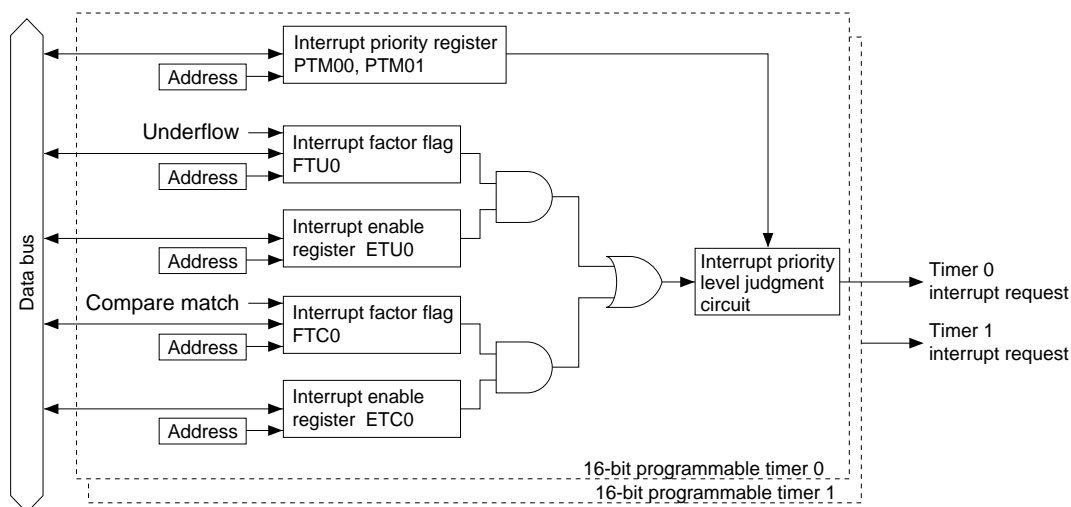 Interrupt priority register
PTM00, PTM01
Address
Underflow
Interrupt factor flag
FTU0
Address
Interrupt enable
register ETU0
Address
Compare match
Interrupt factor flag
FTC0
Address
Interrupt enable
register ETC0
Address
Data bus
Interrupt priority
level judgment
circuit
Timer 0
interrupt request
Timer 1
interrupt request
16-bit programmable timer 0
16-bit programmable timer 1